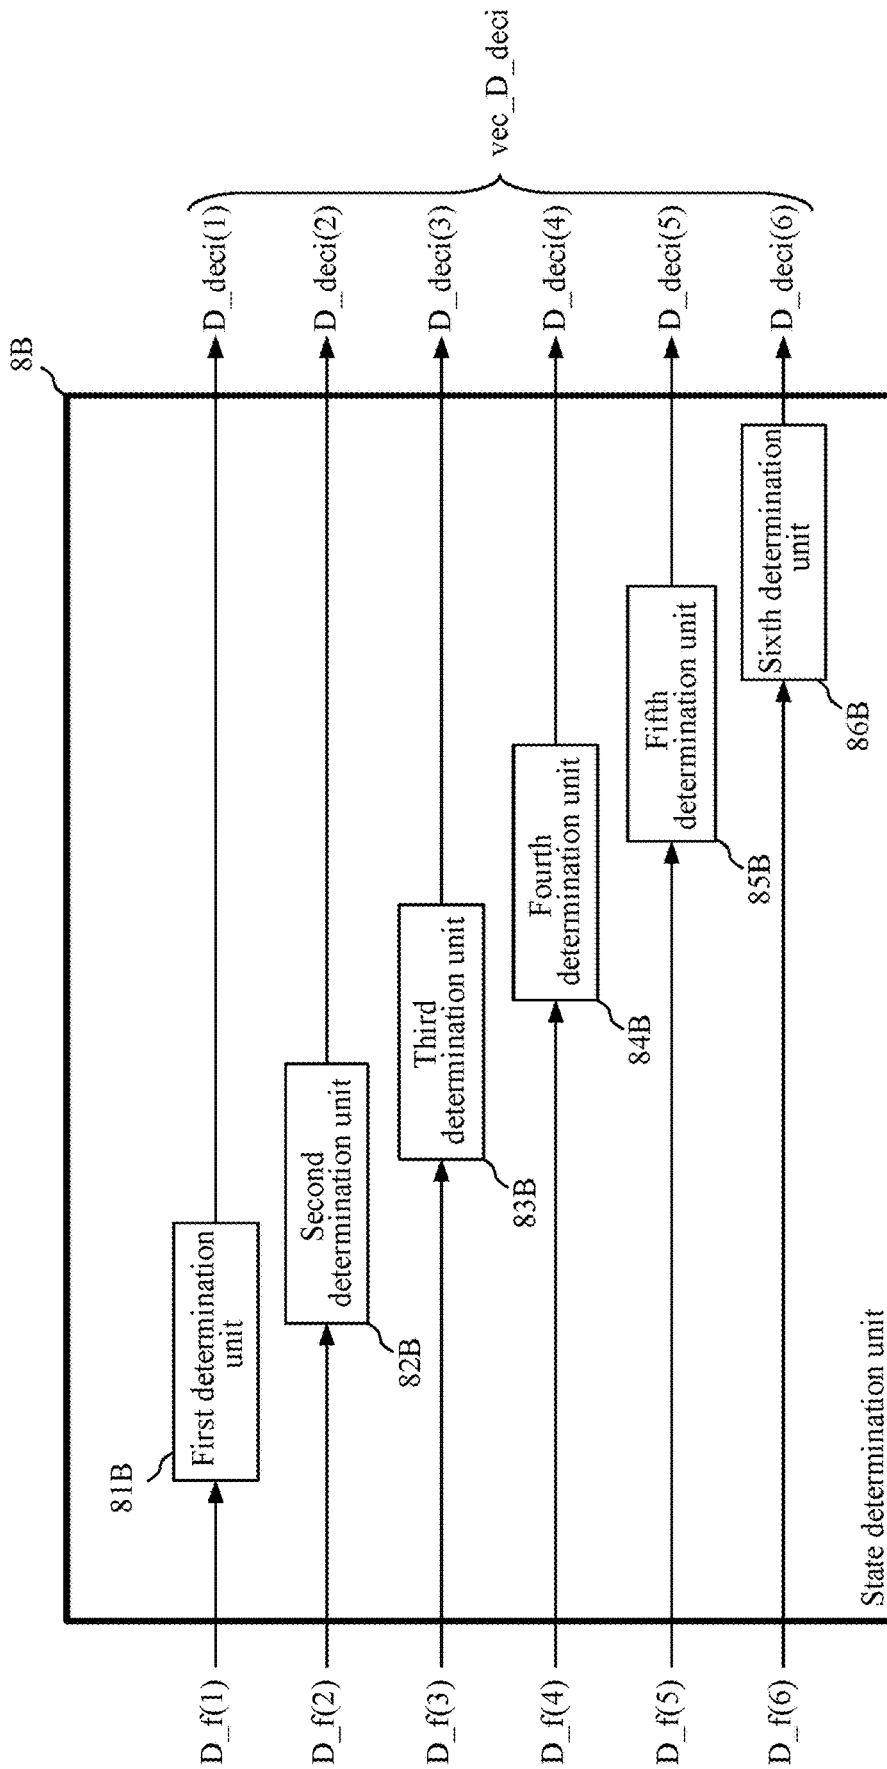 8B
D_f(1)
81B
First determination
unit
D_deci(1)
D_f(2)
82B
Second
determination unit
D_deci(2)
D_f(3)
83B
Third
determination unit
D_deci(3)
D_f(4)
84B
Fourth
determination unit
D_deci(4)
D_f(5)
85B
Fifth
determination unit
D_deci(5)
D_f(6)
86B
Sixth determination
unit
D_deci(6)
vec_D_deci
State determination unit